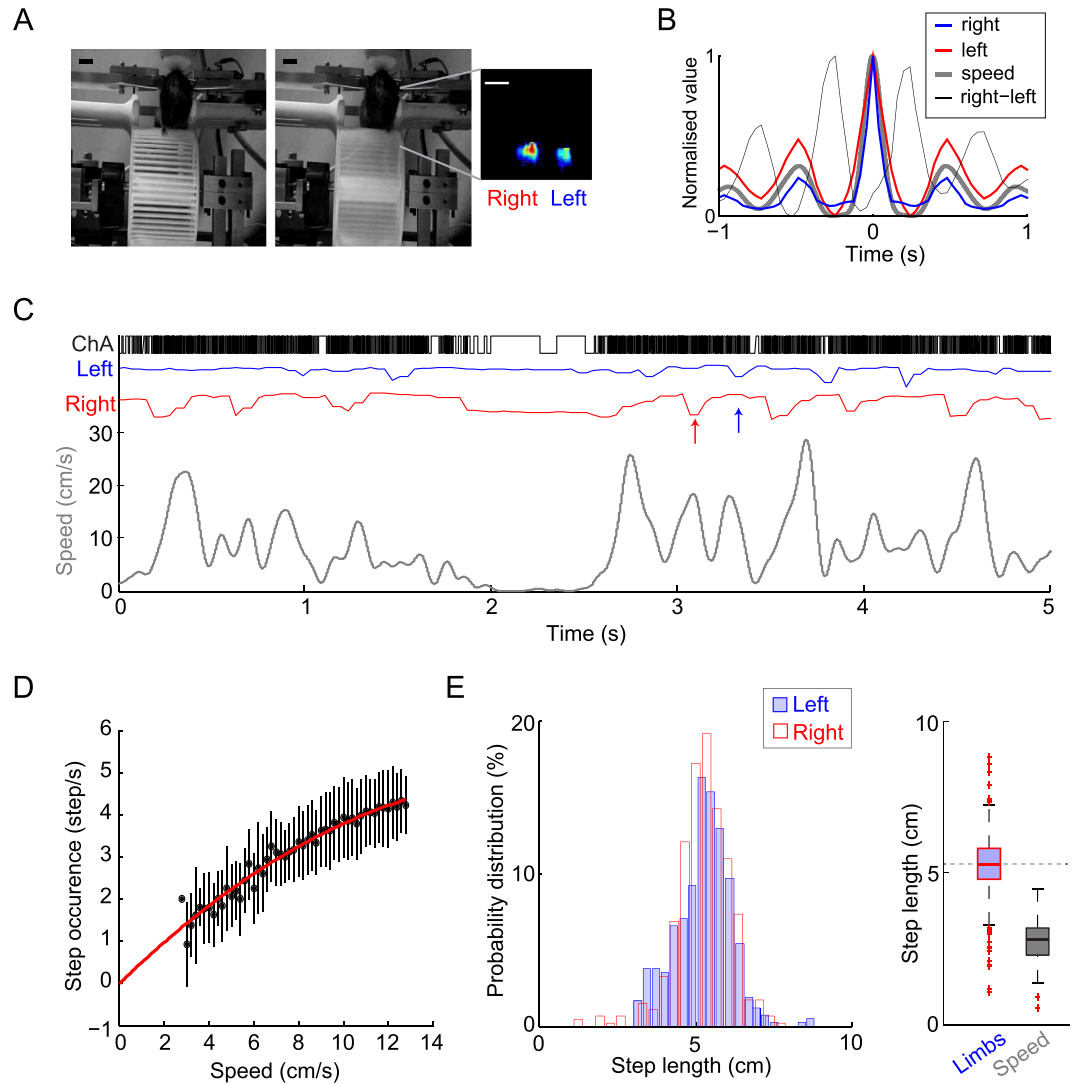 A
Right Left
B
right
left
speed
right−left
Normalised value
1
0
−1 0 1
Time (s)
C
ChA
Left
Right
Speed (cm/s)
30
20
10
0
0 1 2 3 4 5
Time (s)
D
Step occurence (step/s)
6
5
4
3
2
1
0
−1
0 2 4 6 8 10 12 14
Speed (cm/s)
E
Left
Right
Probability distribution (%)
20
10
0
0 5 10
Step length (cm)
Step length (cm)
10
5
0
Limbs
Speed